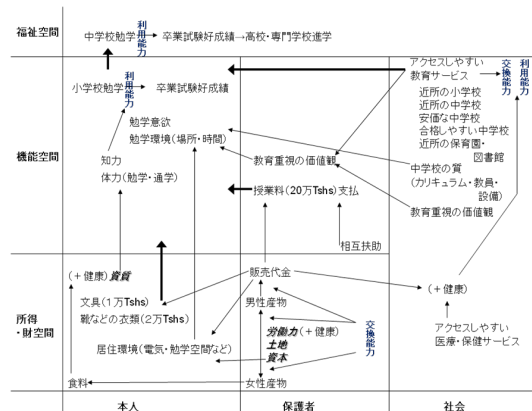 福祉空間
中学校勉学
利用能力
卒業試験好成績→高校・専門学校進学
機能空間
小学校勉学
利用能力
卒業試験好成績
勉学意欲
勉学環境(場所・時間)
知力
体力(勉学・通学)
教育重視の価値観
授業料(20万Tshs)支払
相互扶助
アクセスしやすい
教育サービス
交換能力
利用能力
近所の小学校
近所の中学校
安価な中学校
合格しやすい中学校
近所の保育園・
図書館
中学校の質
(カリキュラム・教員・
設備)
教育重視の価値観
所得
・財空間
(+健康)資質
文具(1万Tshs)
靴などの衣類(2万Tshs)
居住環境(電気・勉学空間など)
食料
販売代金
男性産物
労働力(+健康)
土地
資本
女性産物
交換能力
(+健康)
アクセスしやすい
医療・保健サービス
本人
保護者
社会